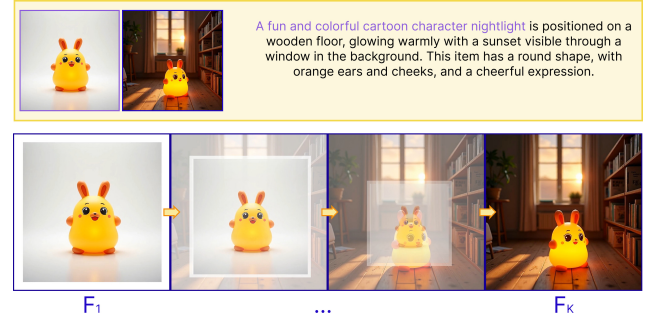 A fun and colorful cartoon character nightlight is positioned on a
wooden floor, glowing warmly with a sunset visible through a
window in the background. This item has a round shape, with
orange ears and cheeks, and a cheerful expression.
F₁ ... Fₖ